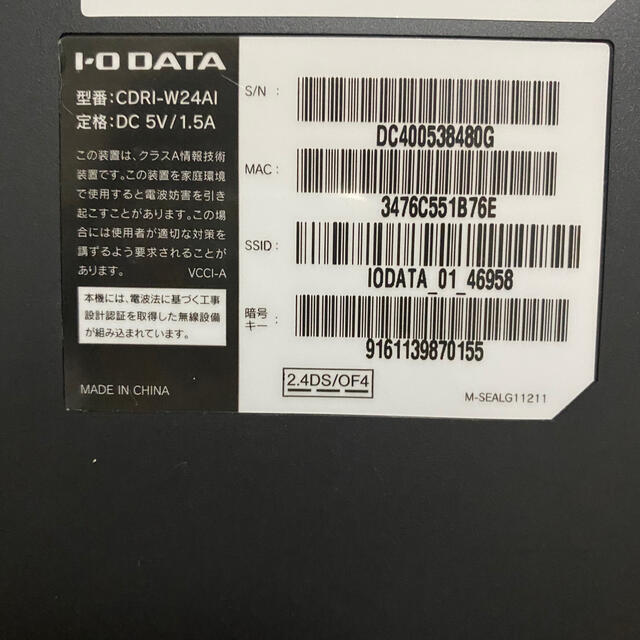 I-O DATA
型番:CDRI-W24AI
定格:DC 5V/1.5A
この装置は、クラスA情報技術
装置です。この装置を家庭環境
で使用すると電波妨害を引き
起こすことがあります。この場
合には使用者が適切な対策を
講ずるよう要求されることが
あります。 VCCI-A
本機には、電波法に基づく工事
設計認証を取得した無線設備
が組み込まれています。
MADE IN CHINA
S/N :
DC400538480G
MAC:
3476C551B76E
SSID:
IODATA_01_46958
暗号
キー :
9161139870155
2.4DS/OF4
M-SEALG11211